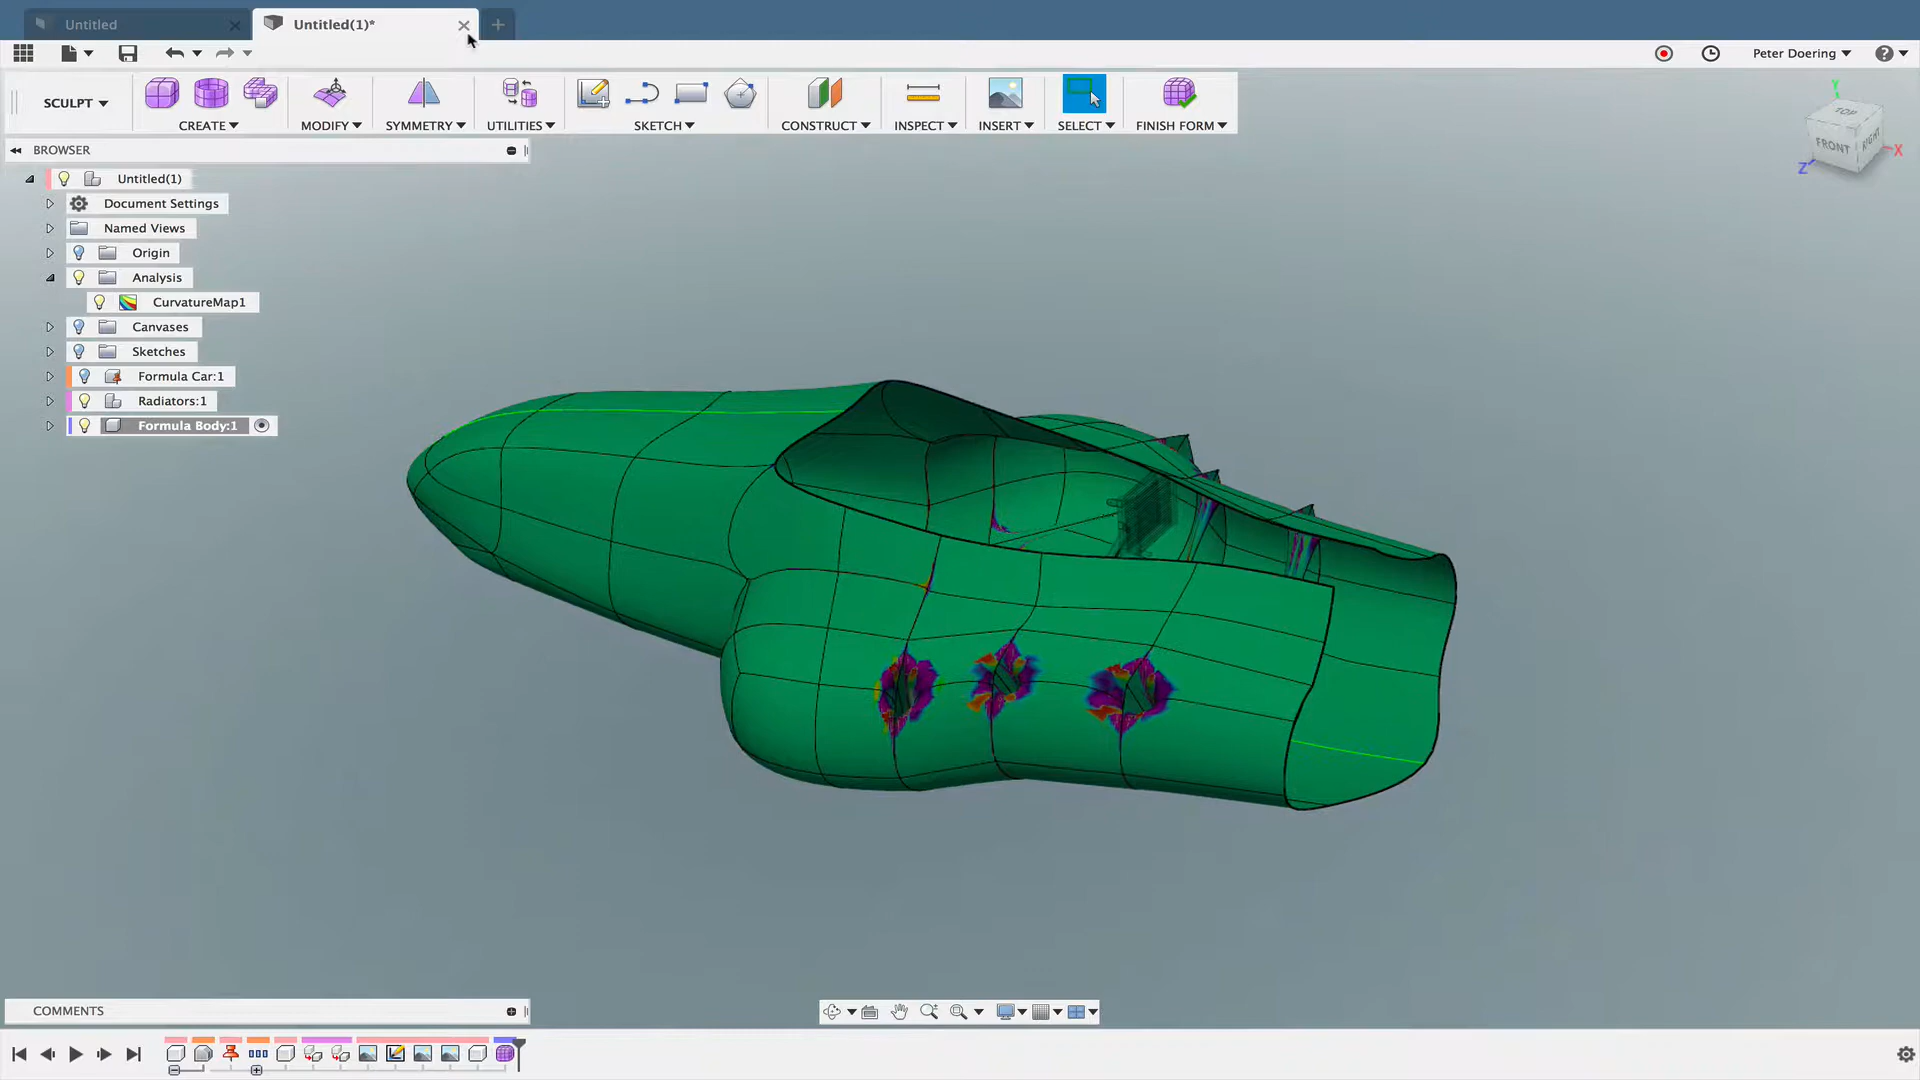 Untitled
Untitled(1)*
Peter Doering
SCULPT
CREATE
MODIFY
SYMMETRY
UTILITIES
SKETCH
CONSTRUCT
INSPECT
INSERT
SELECT
FINISH FORM
BROWSER
Untitled(1)
Document Settings
Named Views
Origin
Analysis
CurvatureMap1
Canvases
Sketches
Formula Car:1
Radiators:1
Formula Body:1
Y
TOP
FRONT
RIGHT
X
Z
COMMENTS